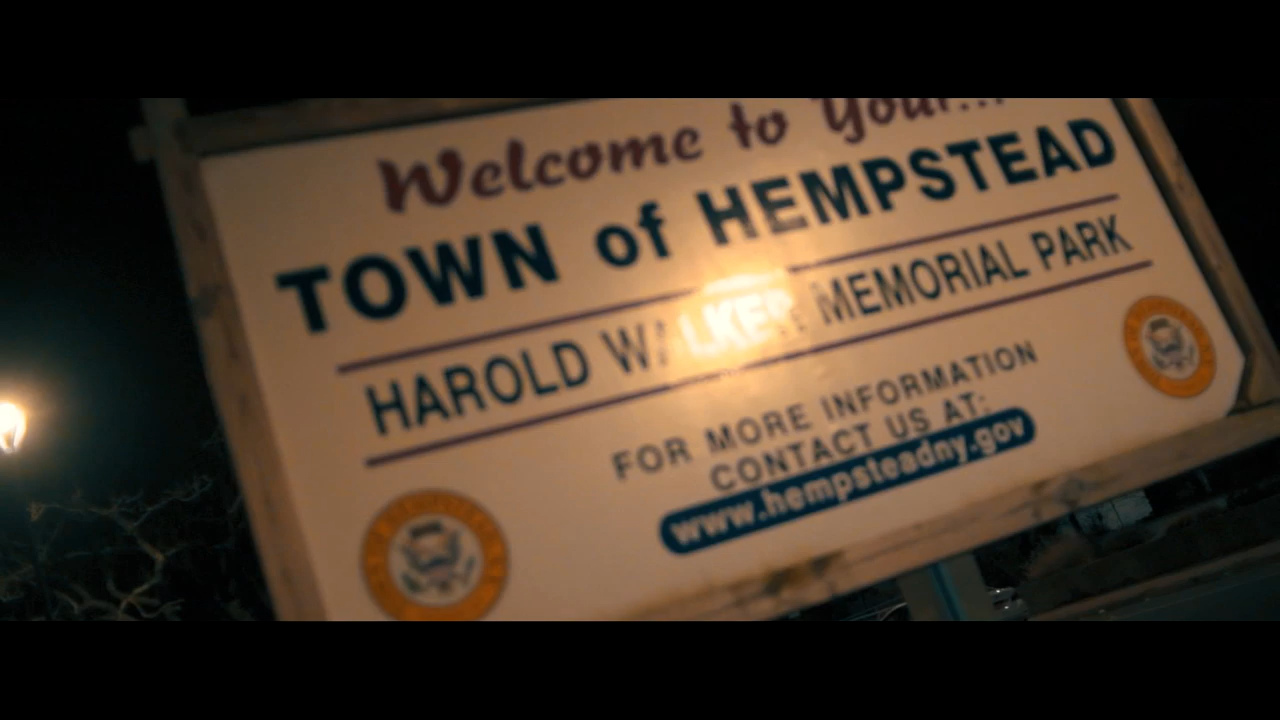 Welcome to Your...
TOWN of HEMPSTEAD
HAROLD WALKER MEMORIAL PARK
FOR MORE INFORMATION
CONTACT US AT:
www.hempsteadny.gov